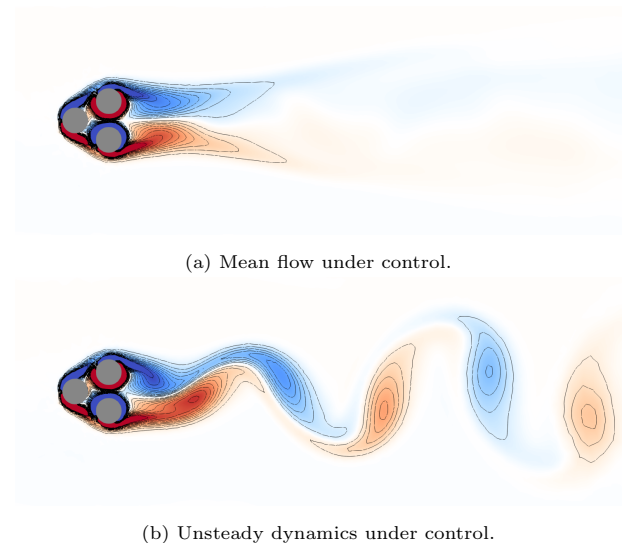 (a) Mean flow under control.
(b) Unsteady dynamics under control.